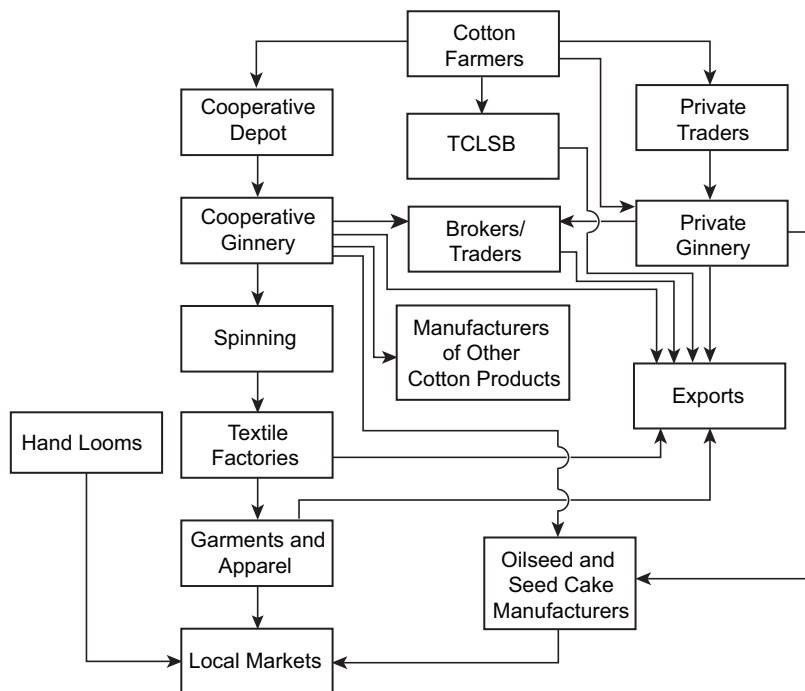 Cotton
Farmers
Cooperative
Depot
TCLSB
Private
Traders
Cooperative
Ginnery
Brokers/
Traders
Private
Ginnery
Spinning
Manufacturers
of Other
Cotton Products
Exports
Hand Looms
Textile
Factories
Garments and
Apparel
Oilseed and
Seed Cake
Manufacturers
Local Markets